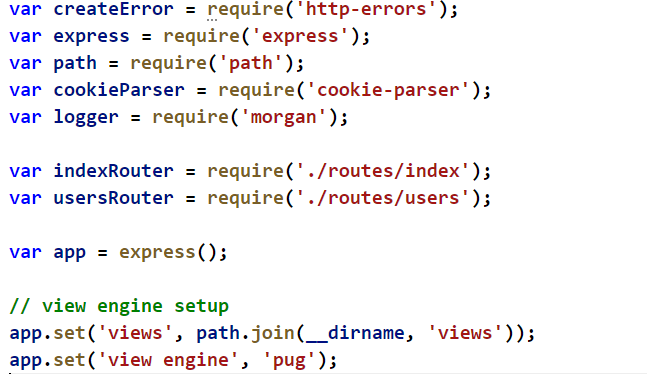 var createError = require('http-errors');
var express = require('express');
var path = require('path');
var cookieParser = require('cookie-parser');
var logger = require('morgan');
var indexRouter = require('./routes/index');
var usersRouter = require('./routes/users');
var app = express();
// view engine setup
app.set('views', path.join(__dirname, 'views'));
app.set('view engine', 'pug');